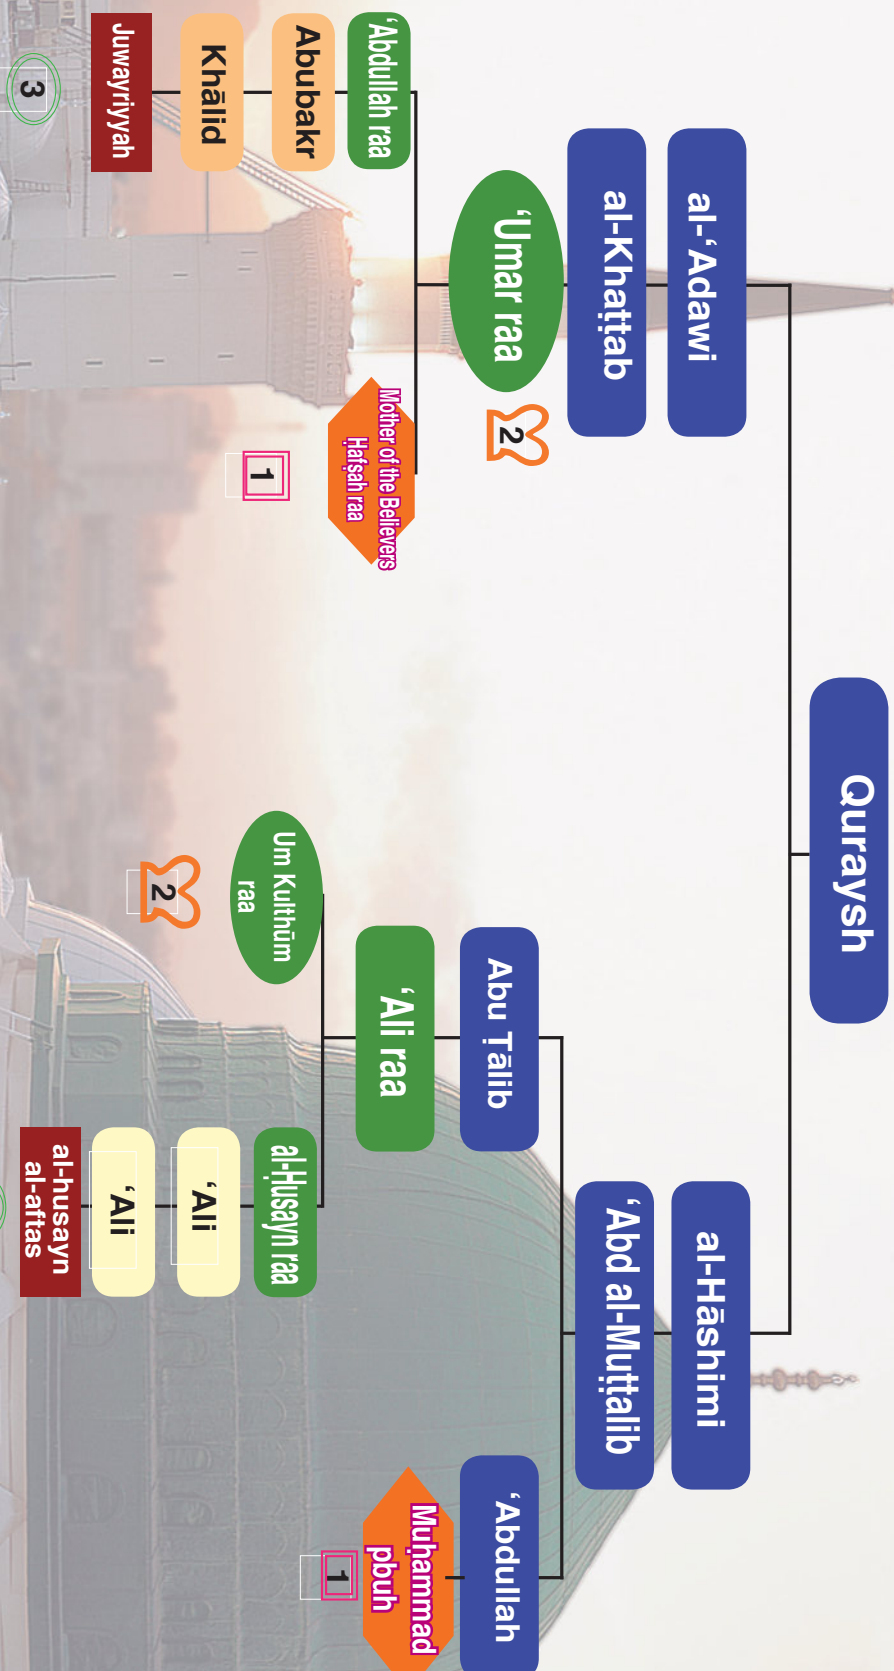 Quraysh
al-‘Adawi
al-Hāshimi
al-Khaṭṭab
‘Abd al-Muṭṭalib
‘Umar raa
2
Abu Ṭālib
‘Abdullah
‘Abdullah raa
Mother of the Believers
Ḥafṣah raa
1
‘Ali raa
Muḥammad
pbuh
1
Abubakr
Um Kulthūm
raa
2
al-Ḥusayn raa
Khālid
‘Ali
Juwayriyyah
‘Ali
3
al-husayn
al-aftas